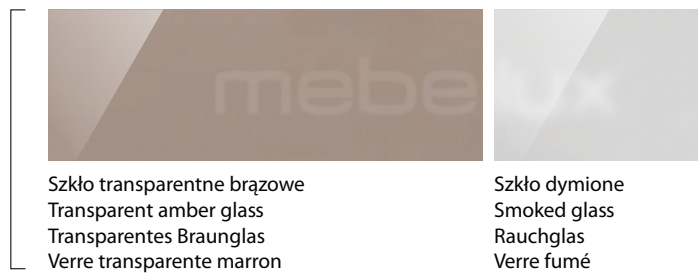 mebelux
Szkło transparentne brązowe
Transparent amber glass
Transparentes Braunglas
Verre transparente marron
Szkło dymione
Smoked glass
Rauchglas
Verre fumé